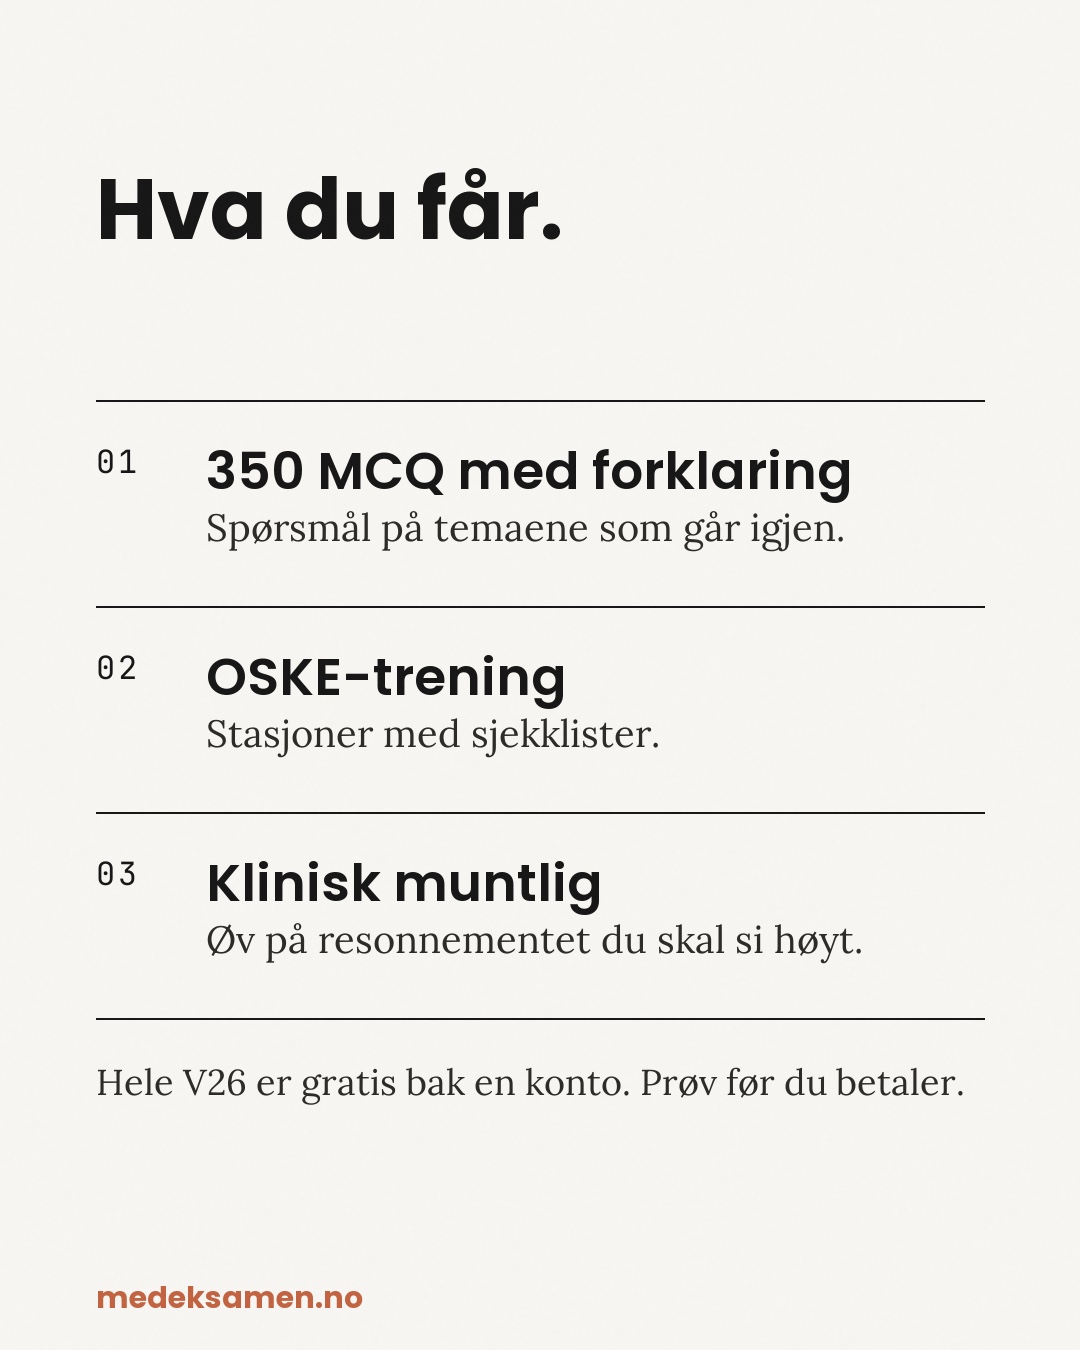 Hva du får.
01
350 MCQ med forklaring
Spørsmål på temaene som går igjen.
02
OSKE-trening
Stasjoner med sjekklister.
03
Klinisk muntlig
Øv på resonnementet du skal si høyt.
Hele V26 er gratis bak en konto. Prøv før du betaler.
medeksamen.no